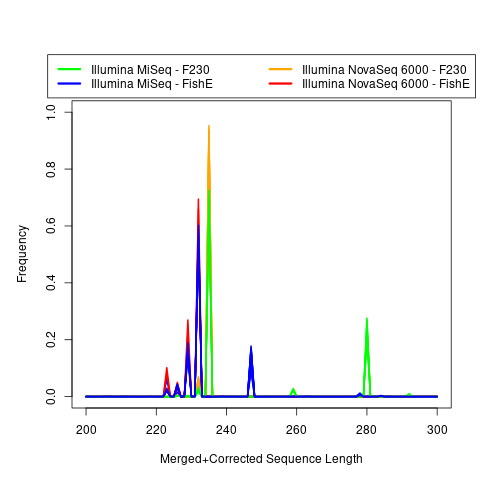 Illumina MiSeq - F230
Illumina MiSeq - FishE
Illumina NovaSeq 6000 - F230
Illumina NovaSeq 6000 - FishE
Frequency
1.0
0.8
0.6
0.4
0.2
0.0
200 220 240 260 280 300
Merged+Corrected Sequence Length